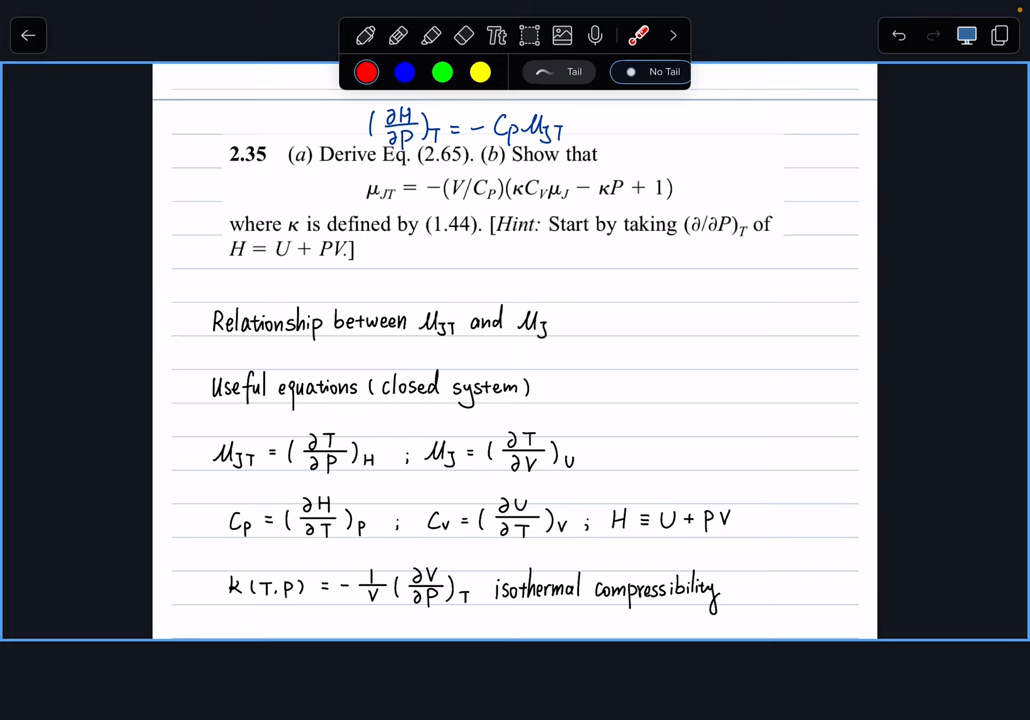 Tt
Tail
No Tail
(∂H/∂P)_T = - C_P μ_JT
2.35 (a) Derive Eq. (2.65). (b) Show that
μ_JT = −(V/C_P)(κC_Vμ_J − κP + 1)
where κ is defined by (1.44). [Hint: Start by taking (∂/∂P)_T of
H = U + PV.]
Relationship between μ_JT and μ_J
Useful equations (closed system)
μ_JT = (∂T/∂P)_H ; μ_J = (∂T/∂V)_U
C_P = (∂H/∂T)_P ; C_V = (∂U/∂T)_V ; H ≡ U + PV
k(T.P) = - 1/V (∂V/∂P)_T isothermal compressibility